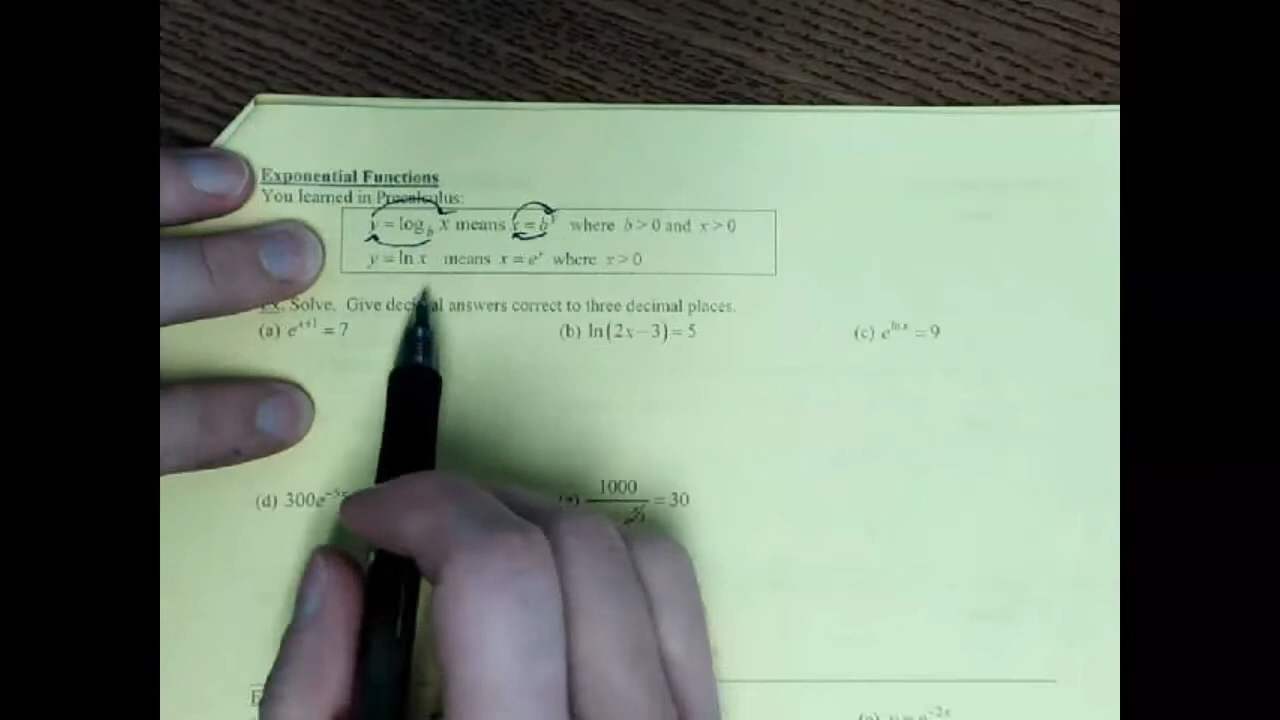 Exponential Functions
You learned in Precalculus:
y = log_b x means x = b^y where b > 0 and x > 0
y = ln x means x = e^y where x > 0
Ex. Solve. Give decimal answers correct to three decimal places.
(a) e^{x+1} = 7 (b) ln(2x − 3) = 5 (c) e^{ln x} = 9
(d) 300e 1000 = 30